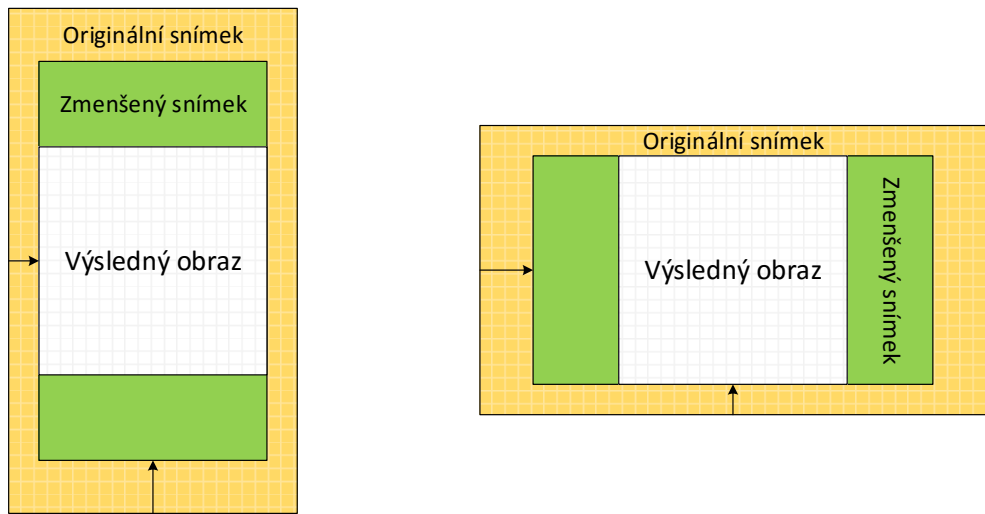 Originální snímek
Zmenšený snímek
Výsledný obraz
Originální snímek
Výsledný obraz
Zmenšený snímek